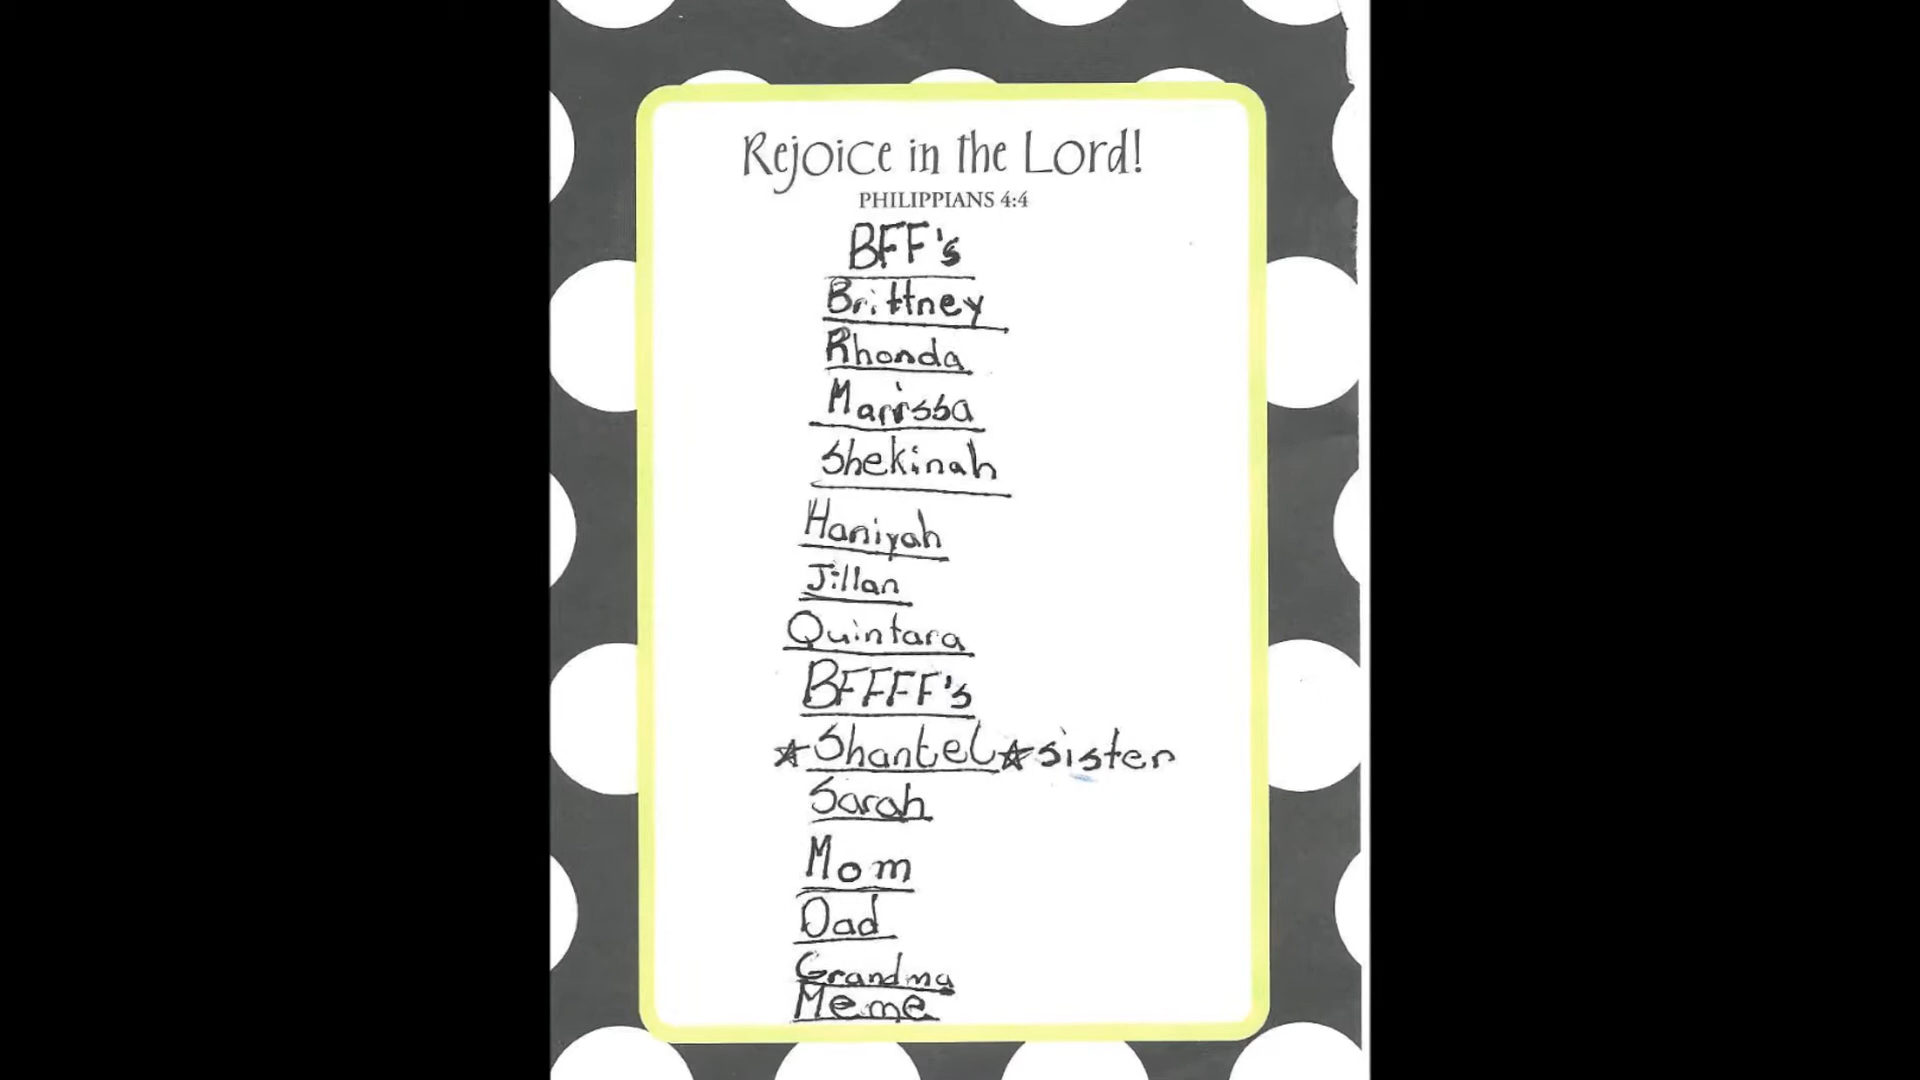 Rejoice in the Lord!
PHILIPPIANS 4:4
BFF's
Brittney
Rhonda
Marissa
Shekinah
Haniyah
Jillan
Quintara
BFFFF's
☆Shantel☆sister
Sarah
Mom
Dad
Grandma
Meme